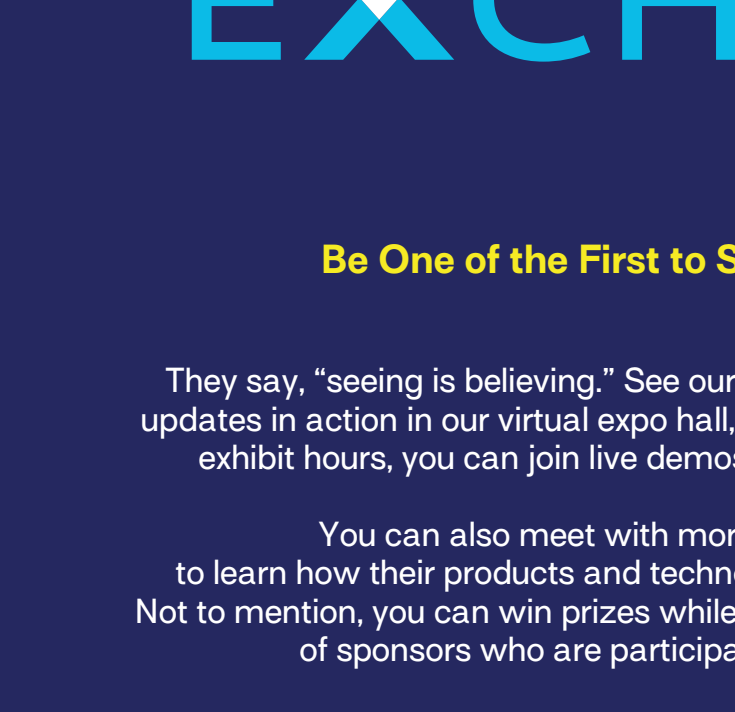 EXCH
Be One of the First to S
They say, “seeing is believing.” See our
updates in action in our virtual expo hall,
exhibit hours, you can join live demos
You can also meet with mor
to learn how their products and techno
Not to mention, you can win prizes while
of sponsors who are participa